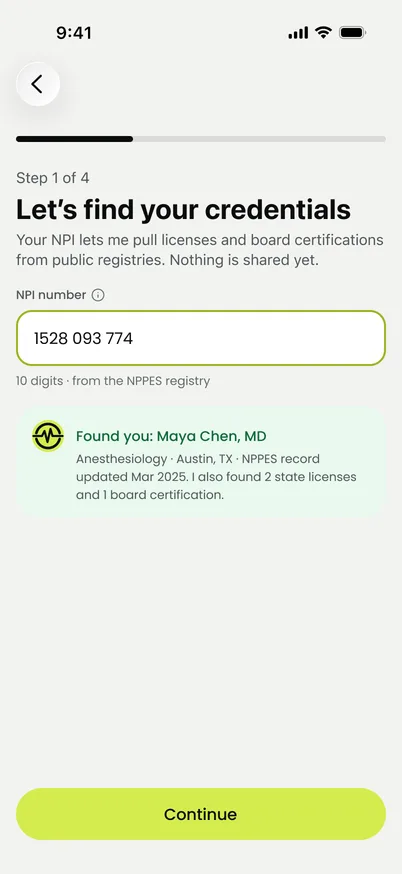 9:41
Step 1 of 4
Let's find your credentials
Your NPI lets me pull licenses and board certifications
from public registries. Nothing is shared yet.
NPI number
1528 093 774
10 digits · from the NPPES registry
Found you: Maya Chen, MD
Anesthesiology · Austin, TX · NPPES record
updated Mar 2025. I also found 2 state licenses
and 1 board certification.
Continue